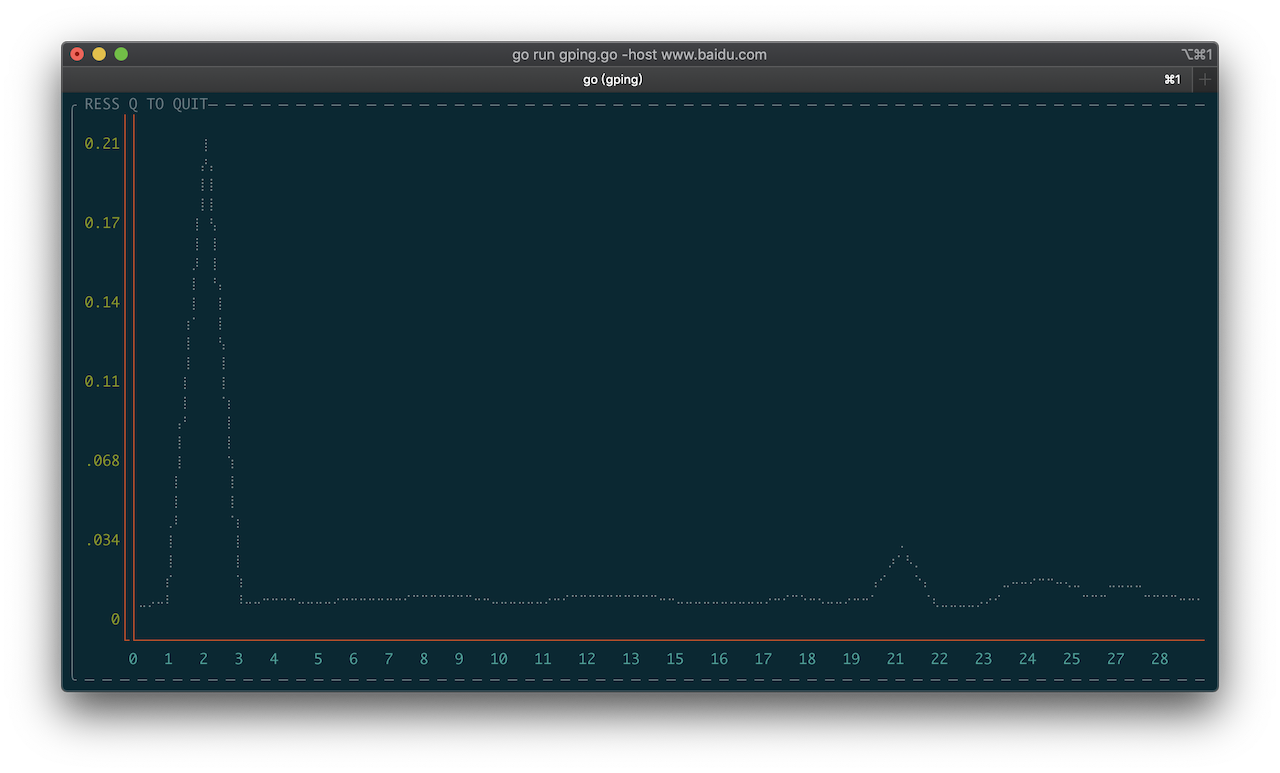 go run gping.go -host www.baidu.com ⌥⌘1
go (gping) ⌘1 +
RESS Q TO QUIT
0.21
0.17
0.14
0.11
.068
.034
0
0 1 2 3 4 5 6 7 8 9 10 11 12 13 15 16 17 18 19 21 22 23 24 25 27 28